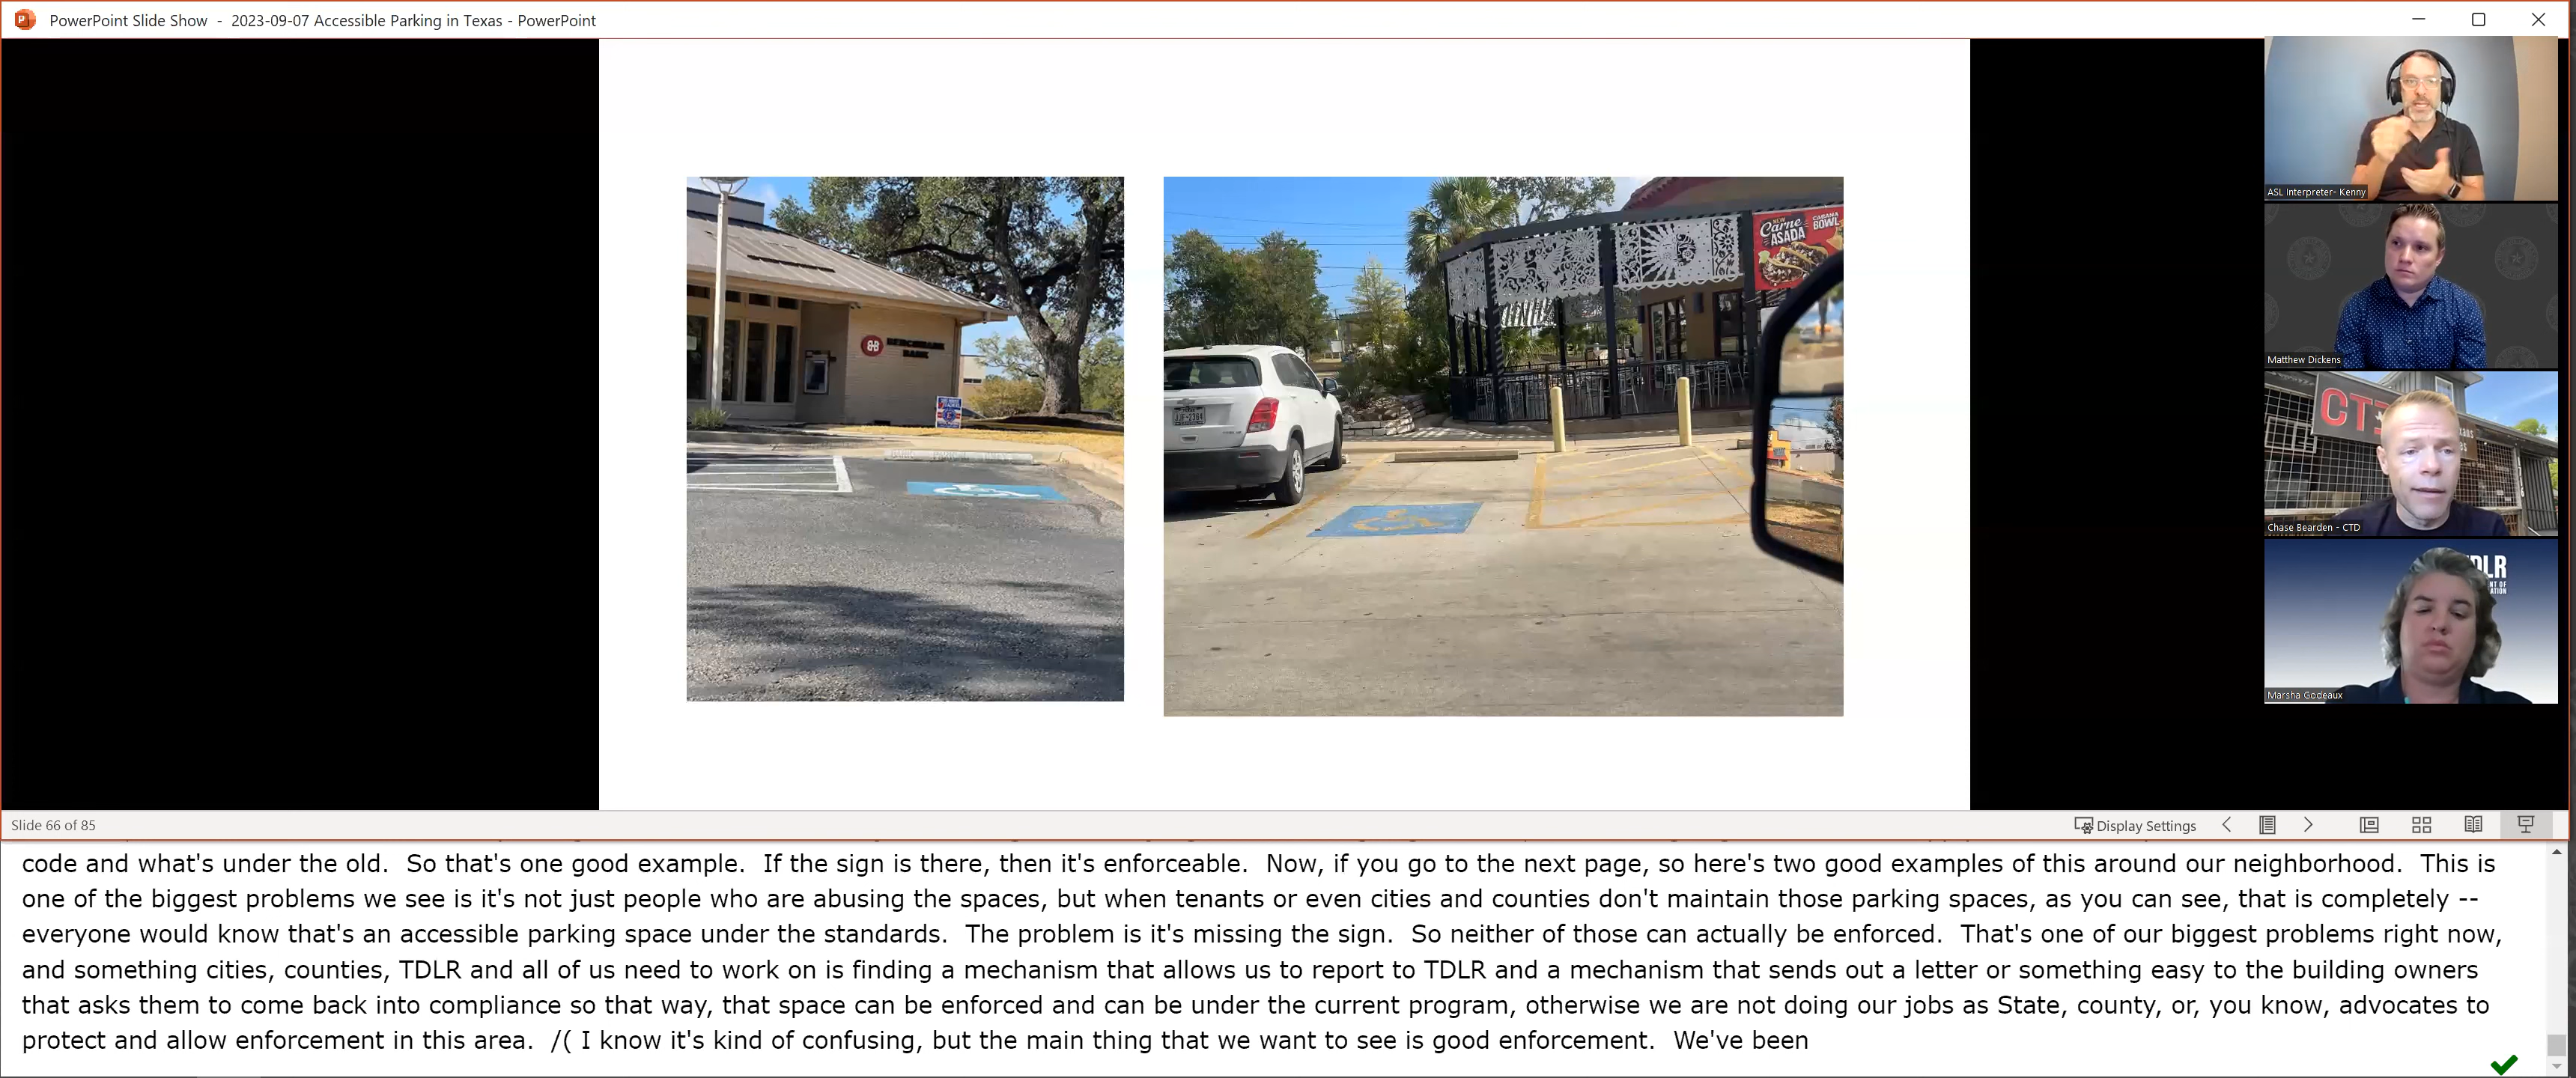 PowerPoint Slide Show - 2023-09-07 Accessible Parking in Texas - PowerPoint
BENCHMARK
BANK
NEW
Carne
ASADA
CABANA
BOWL
ASL Interpreter- Kenny
Matthew Dickens
CTD
Chase Bearden - CTD
DLR
NT OF
ATION
Marsha Godeaux
Slide 66 of 85
Display Settings
code and what's under the old.  So that's one good example.  If the sign is there, then it's enforceable.  Now, if you go to the next page, so here's two good examples of this around our neighborhood.  This is
one of the biggest problems we see is it's not just people who are abusing the spaces, but when tenants or even cities and counties don't maintain those parking spaces, as you can see, that is completely --
everyone would know that's an accessible parking space under the standards.  The problem is it's missing the sign.  So neither of those can actually be enforced.  That's one of our biggest problems right now,
and something cities, counties, TDLR and all of us need to work on is finding a mechanism that allows us to report to TDLR and a mechanism that sends out a letter or something easy to the building owners
that asks them to come back into compliance so that way, that space can be enforced and can be under the current program, otherwise we are not doing our jobs as State, county, or, you know, advocates to
protect and allow enforcement in this area.  /( I know it's kind of confusing, but the main thing that we want to see is good enforcement.  We've been